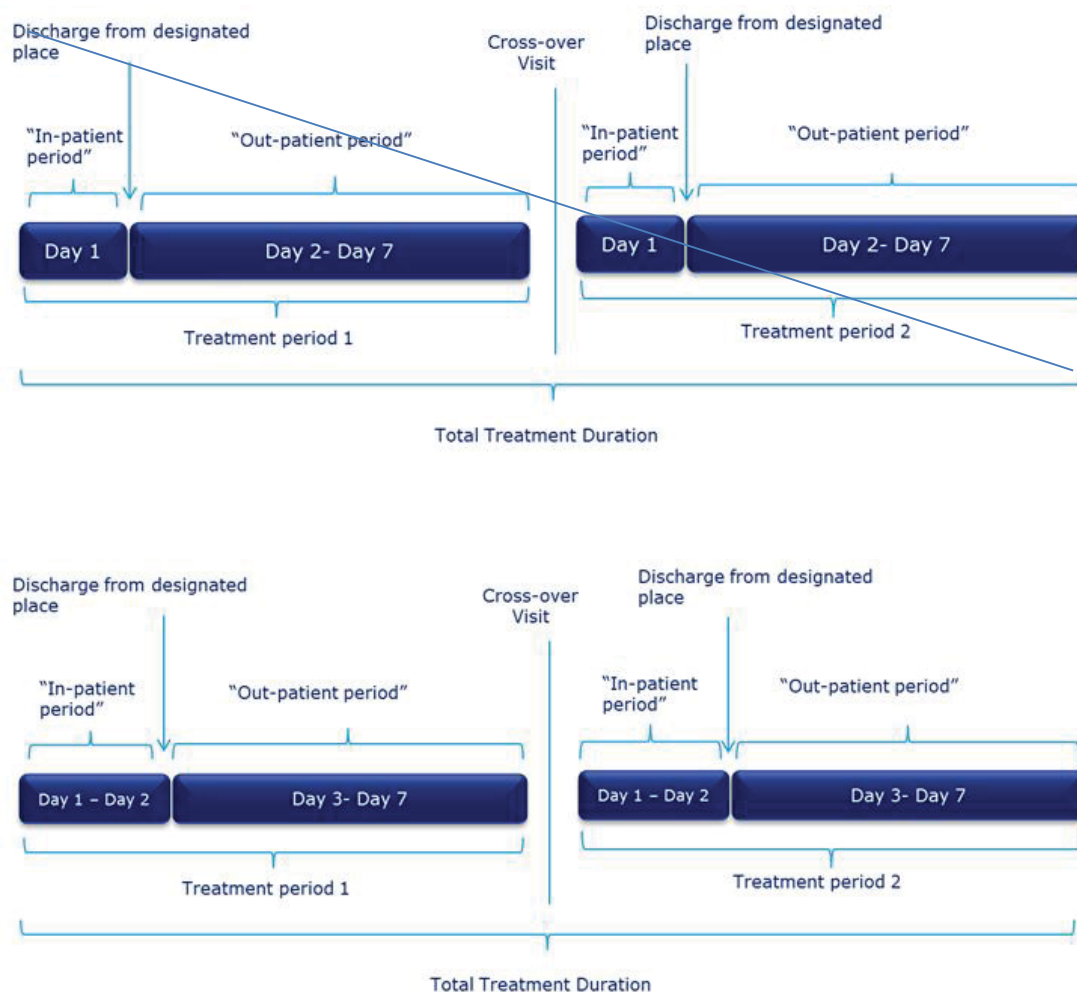 Discharge from designated
place
Cross-over
Visit
Discharge from designated
place
“In-patient
period”
“Out-patient period”
“In-patient
period”
“Out-patient period”
Day 1
Day 2- Day 7
Day 1
Day 2- Day 7
Treatment period 1
Treatment period 2
Total Treatment Duration
Discharge from designated
place
Cross-over
Visit
Discharge from designated
place
“In-patient
period”
“Out-patient period”
“In-patient
period”
“Out-patient period”
Day 1 – Day 2
Day 3- Day 7
Day 1 – Day 2
Day 3- Day 7
Treatment period 1
Treatment period 2
Total Treatment Duration